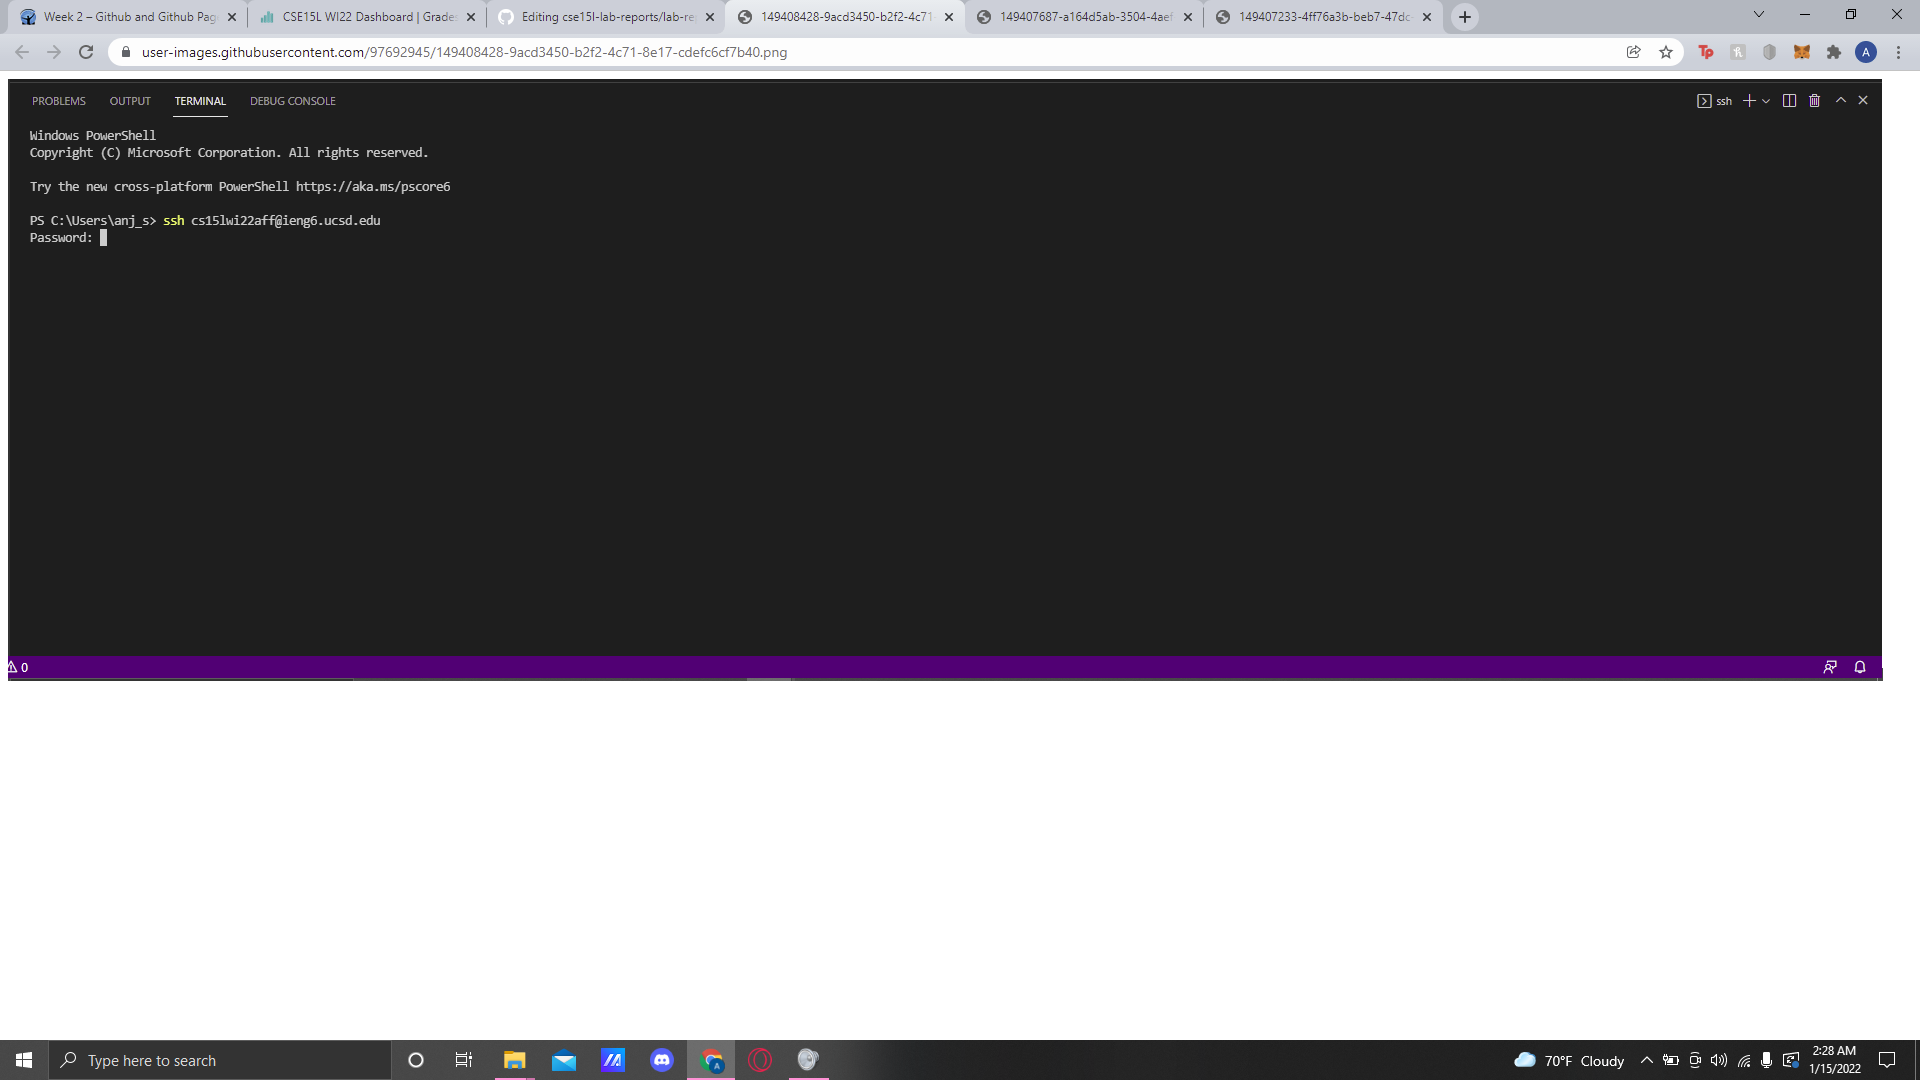 Week 2 – Github and Github Pag
CSE15L WI22 Dashboard | Grades
Editing cse15l-lab-reports/lab-re
149408428-9acd3450-b2f2-4c71-
149407687-a164d5ab-3504-4aef
149407233-4ff76a3b-beb7-47dc
user-images.githubusercontent.com/97692945/149408428-9acd3450-b2f2-4c71-8e17-cdefc6cf7b40.png
Tp
A
PROBLEMS OUTPUT TERMINAL DEBUG CONSOLE
ssh
Windows PowerShell
Copyright (C) Microsoft Corporation. All rights reserved.
Try the new cross-platform PowerShell https://aka.ms/pscore6
PS C:\Users\anj_s> ssh cs15lwi22aff@ieng6.ucsd.edu
Password:
0
Type here to search
A
70°F Cloudy
2:28 AM
1/15/2022